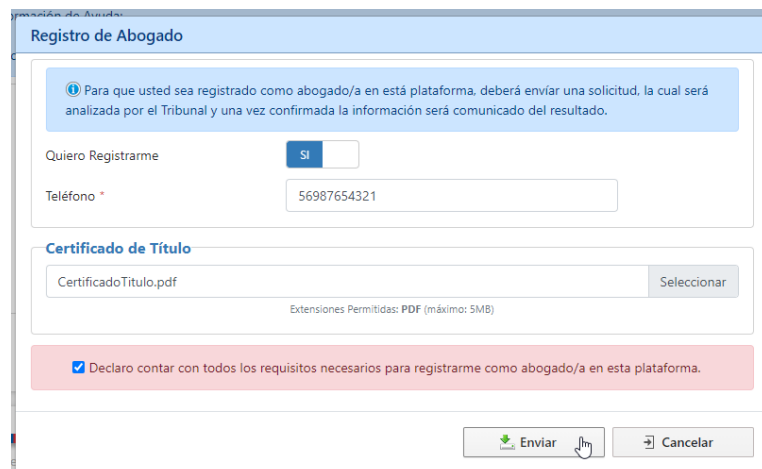 ormación de Ayuda:
Registro de Abogado
Para que usted sea registrado como abogado/a en está plataforma, deberá envíar una solicitud, la cual será
analizada por el Tribunal y una vez confirmada la información será comunicado del resultado.
Quiero Registrarme SI
Teléfono * 56987654321
Certificado de Título
CertificadoTitulo.pdf Seleccionar
Extensiones Permitidas: PDF (máximo: 5MB)
Declaro contar con todos los requisitos necesarios para registrarme como abogado/a en esta plataforma.
Enviar Cancelar